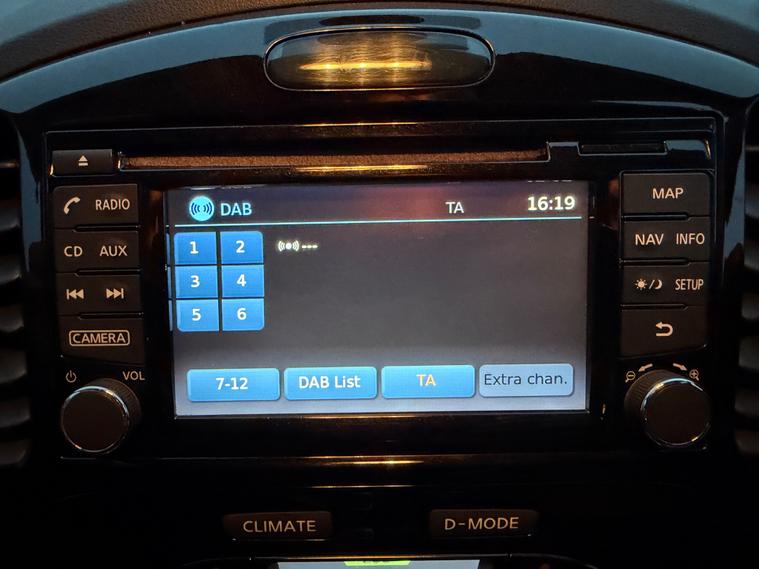 DAB TA 16:19
1 2 ---
3 4
5 6
7-12 DAB List TA Extra chan.
RADIO
CD AUX
CAMERA
VOL
MAP
NAV INFO
SETUP
CLIMATE D-MODE